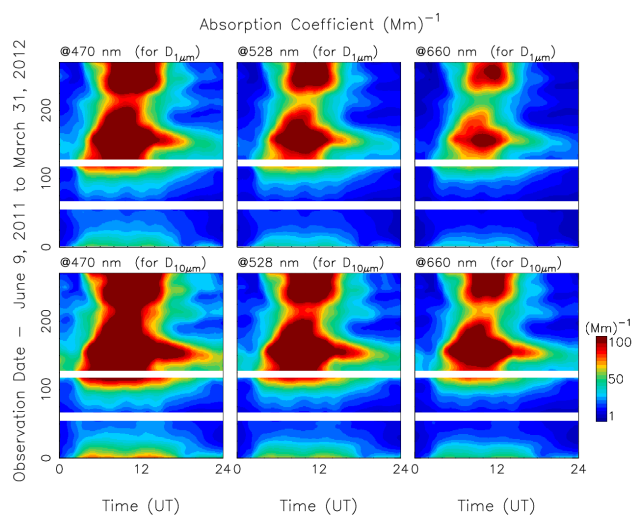 Absorption Coefficient (Mm)⁻¹
@470 nm (for D1μm)
@528 nm (for D1μm)
@660 nm (for D1μm)
200
100
0
@470 nm (for D10μm)
@528 nm (for D10μm)
@660 nm (for D10μm)
200
100
0
0 12 24 0 12 24 0 12 24
Time (UT) Time (UT) Time (UT)
Observation Date – June 9, 2011 to March 31, 2012
(Mm)⁻¹
100
50
1